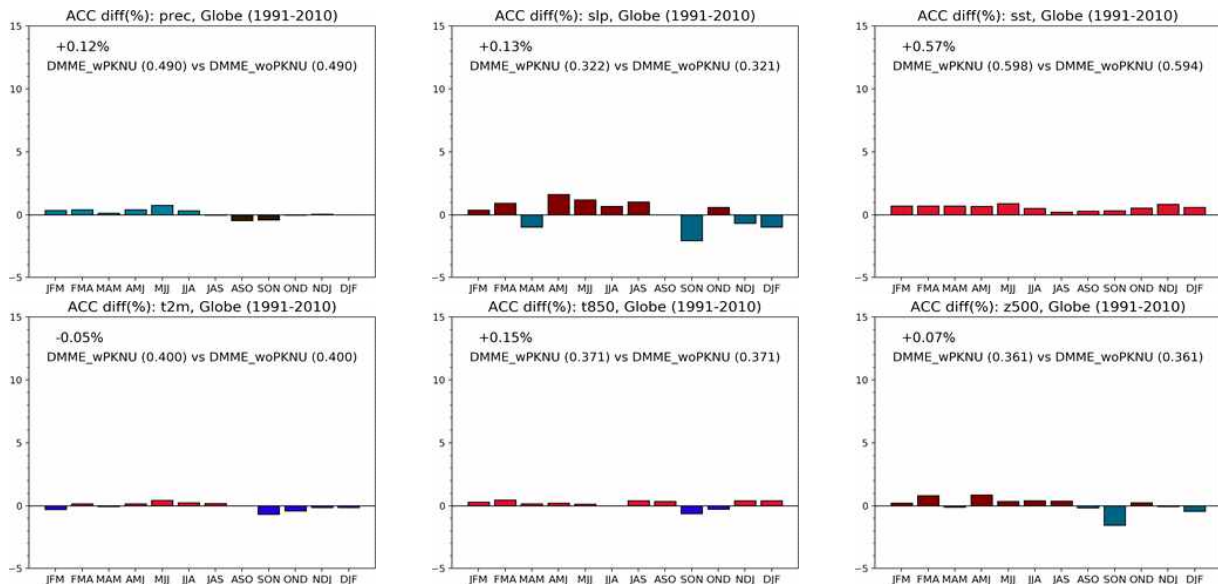 ACC diff(%): prec, Globe (1991-2010)
15
10
5
0
−5
+0.12%
DMME_wPKNU (0.490) vs DMME_woPKNU (0.490)
JFM FMA MAM AMJ MJJ JJA JAS ASO SON OND NDJ DJF
ACC diff(%): slp, Globe (1991-2010)
15
10
5
0
−5
+0.13%
DMME_wPKNU (0.322) vs DMME_woPKNU (0.321)
JFM FMA MAM AMJ MJJ JJA JAS ASO SON OND NDJ DJF
ACC diff(%): sst, Globe (1991-2010)
15
10
5
0
−5
+0.57%
DMME_wPKNU (0.598) vs DMME_woPKNU (0.594)
JFM FMA MAM AMJ MJJ JJA JAS ASO SON OND NDJ DJF
ACC diff(%): t2m, Globe (1991-2010)
15
10
5
0
−5
-0.05%
DMME_wPKNU (0.400) vs DMME_woPKNU (0.400)
JFM FMA MAM AMJ MJJ JJA JAS ASO SON OND NDJ DJF
ACC diff(%): t850, Globe (1991-2010)
15
10
5
0
−5
+0.15%
DMME_wPKNU (0.371) vs DMME_woPKNU (0.371)
JFM FMA MAM AMJ MJJ JJA JAS ASO SON OND NDJ DJF
ACC diff(%): z500, Globe (1991-2010)
15
10
5
0
−5
+0.07%
DMME_wPKNU (0.361) vs DMME_woPKNU (0.361)
JFM FMA MAM AMJ MJJ JJA JAS ASO SON OND NDJ DJF